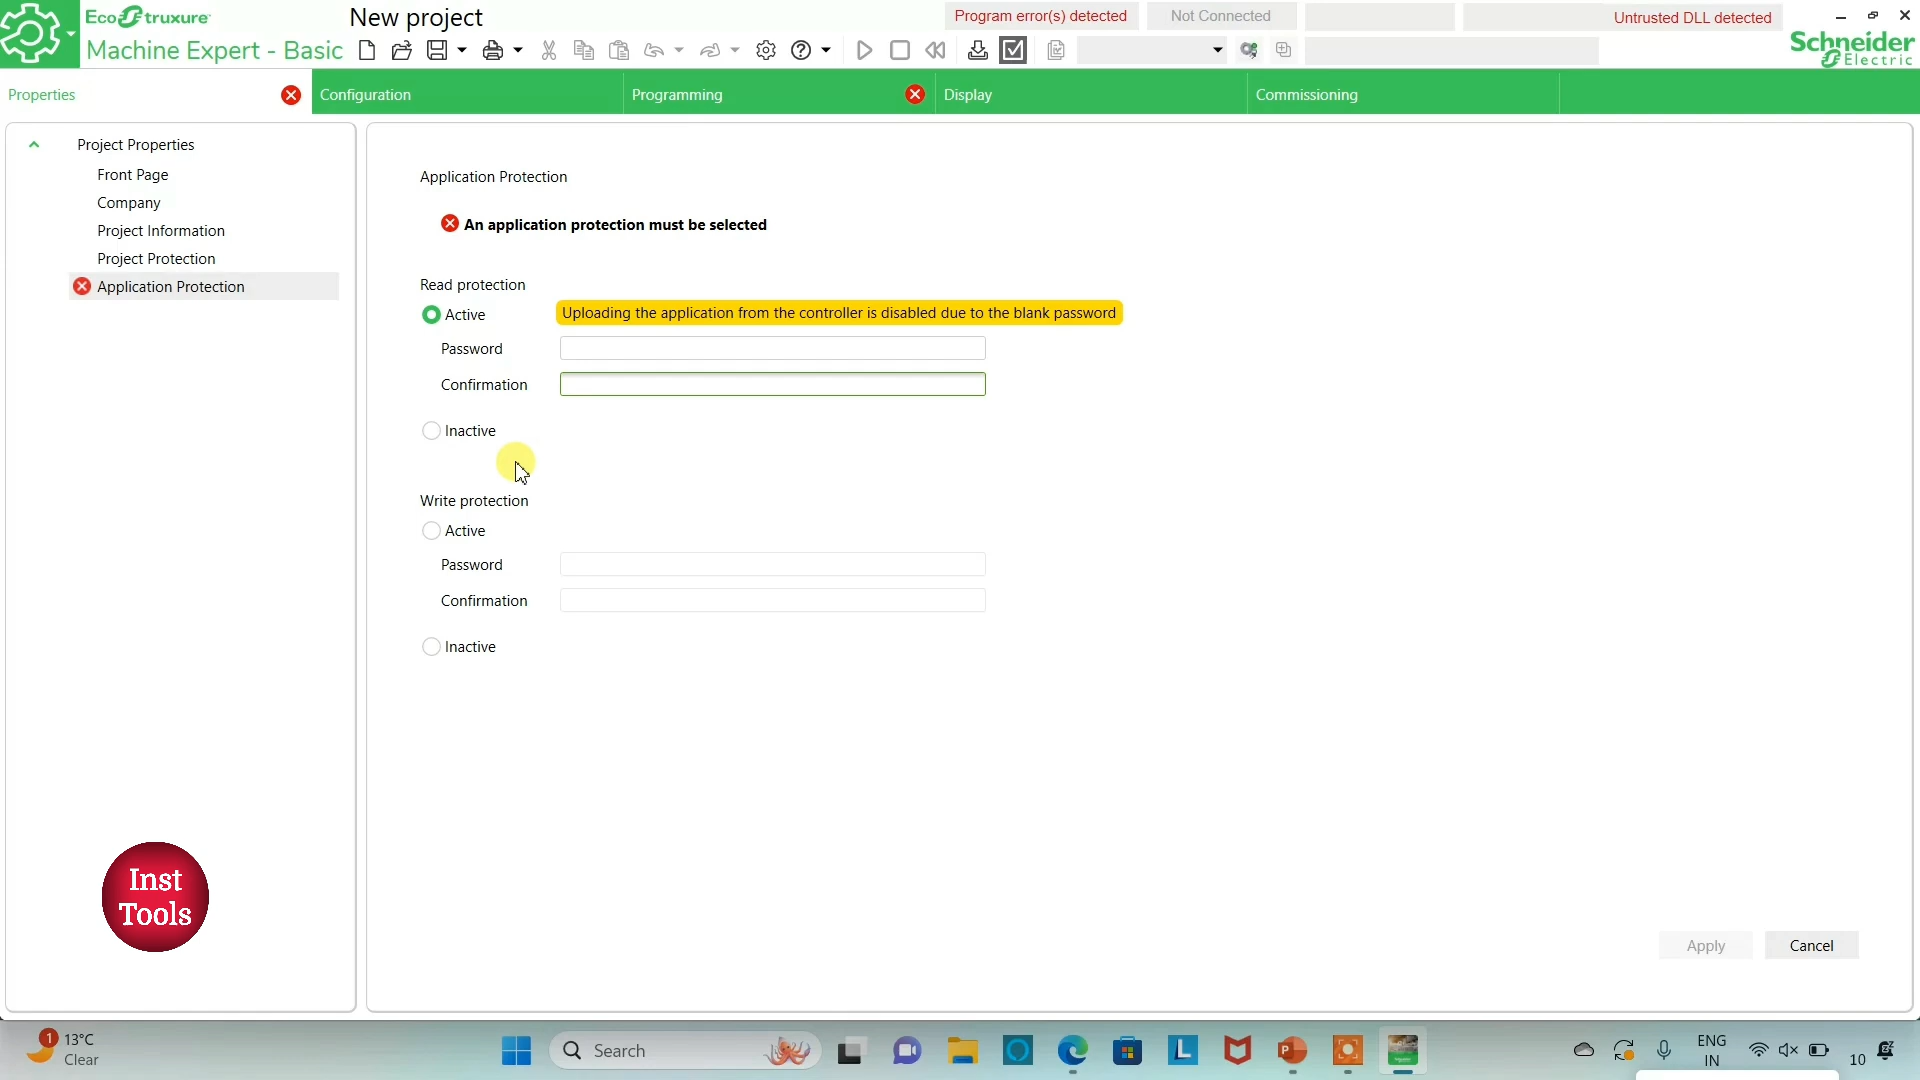 EcoStruxure
Machine Expert - Basic
New project
Program error(s) detected
Not Connected
Untrusted DLL detected
Schneider
Electric
Properties
Configuration
Programming
Display
Commissioning
Project Properties
Front Page
Company
Project Information
Project Protection
Application Protection
Application Protection
An application protection must be selected
Read protection
Active
Uploading the application from the controller is disabled due to the blank password
Password
Confirmation
Inactive
Write protection
Active
Password
Confirmation
Inactive
Inst
Tools
Apply
Cancel
1
13°C
Clear
Search
ENG
IN
10